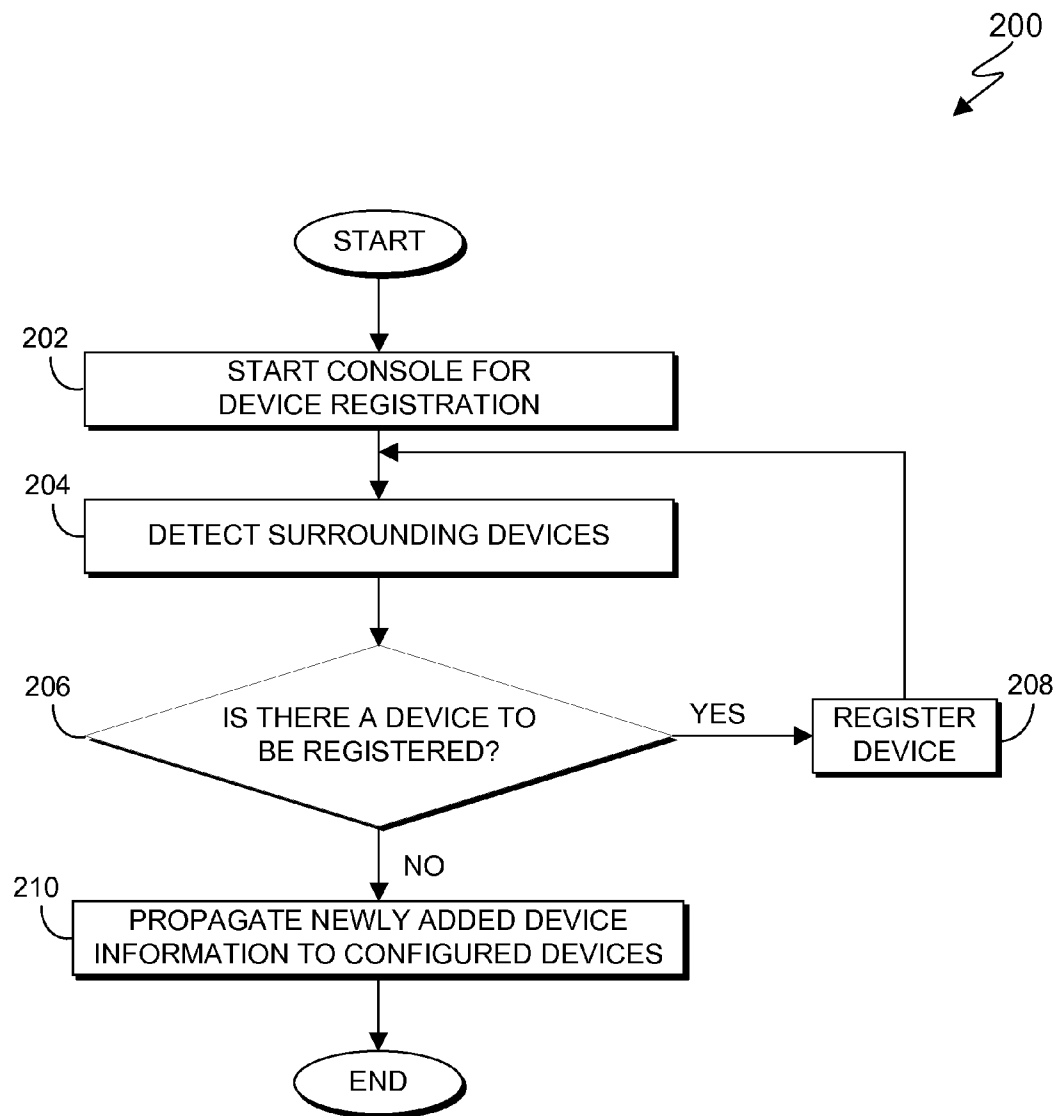 200
START
202
START CONSOLE FOR
DEVICE REGISTRATION
204
DETECT SURROUNDING DEVICES
206
IS THERE A DEVICE TO
BE REGISTERED?
YES
REGISTER
DEVICE
208
NO
210
PROPAGATE NEWLY ADDED DEVICE
INFORMATION TO CONFIGURED DEVICES
END